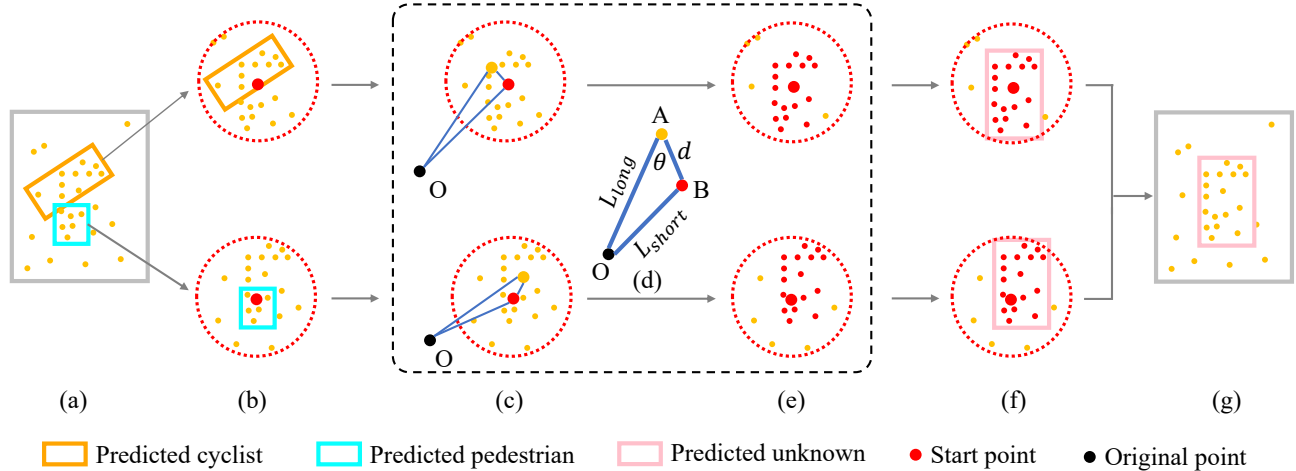 A
θ
d
L_long
B
L_short
O
O
(d)
O
(a)
(b)
(c)
(e)
(f)
(g)
Predicted cyclist
Predicted pedestrian
Predicted unknown
Start point
Original point